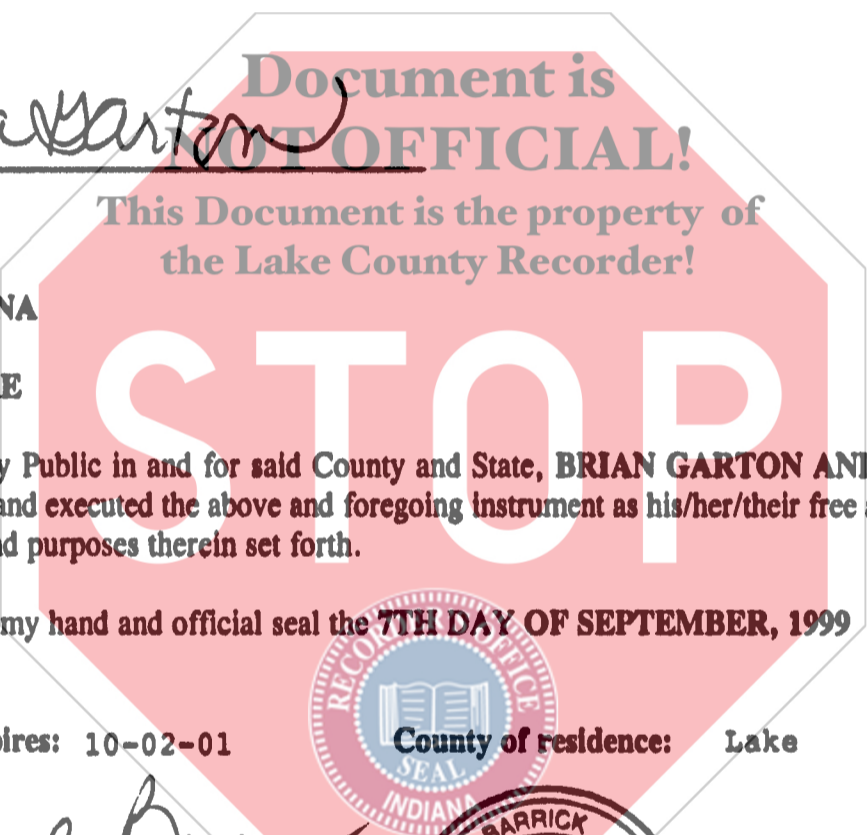 Document is
Garton
NOT OFFICIAL!
This Document is the property of
the Lake County Recorder!
NA
E
STOP
y Public in and for said County and State, BRIAN GARTON AN
and executed the above and foregoing instrument as his/her/their free
d purposes therein set forth.
my hand and official seal the 7TH DAY OF SEPTEMBER, 1999
RECORDER'S OFFICE
ires: 10-02-01 County of residence: Lake
SEAL
INDIANA
BARRICK